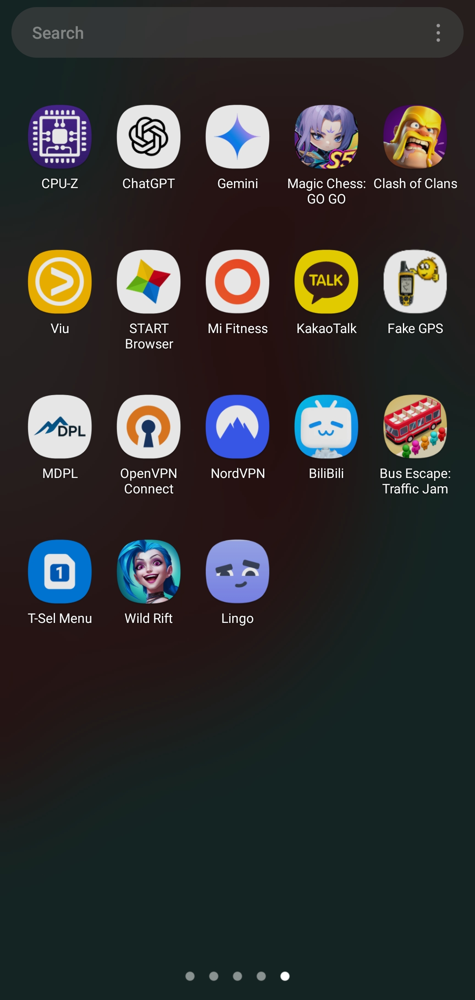 Search
CPU-Z
ChatGPT
Gemini
S5
Magic Chess:
GO GO
Clash of Clans
Viu
START
Browser
Mi Fitness
TALK
KakaoTalk
Fake GPS
DPL
MDPL
OpenVPN
Connect
NordVPN
BiliBili
Bus Escape:
Traffic Jam
1
T-Sel Menu
Wild Rift
Lingo